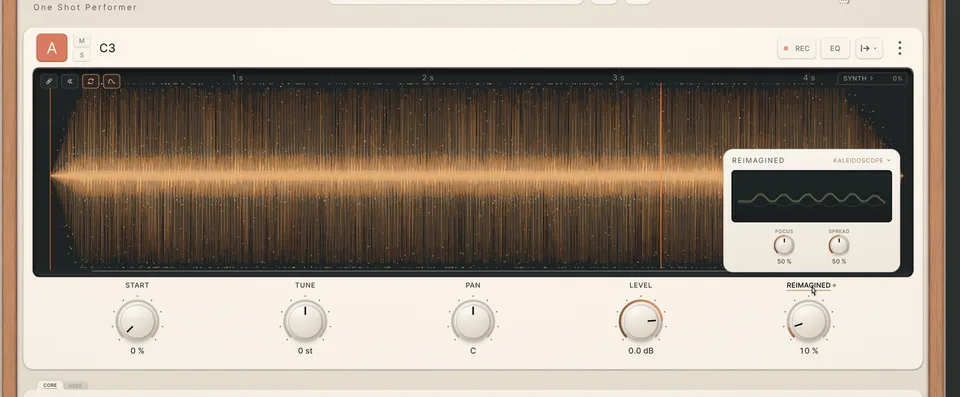 One Shot Performer
A
M
S
C3
REC
EQ
1 s
2 s
3 s
4 s
SYNTH
0%
REIMAGINED
KALEIDOSCOPE
FOCUS
SPREAD
50 %
50 %
START
TUNE
PAN
LEVEL
REIMAGINED
0 %
0 st
C
0.0 dB
10 %
CORE